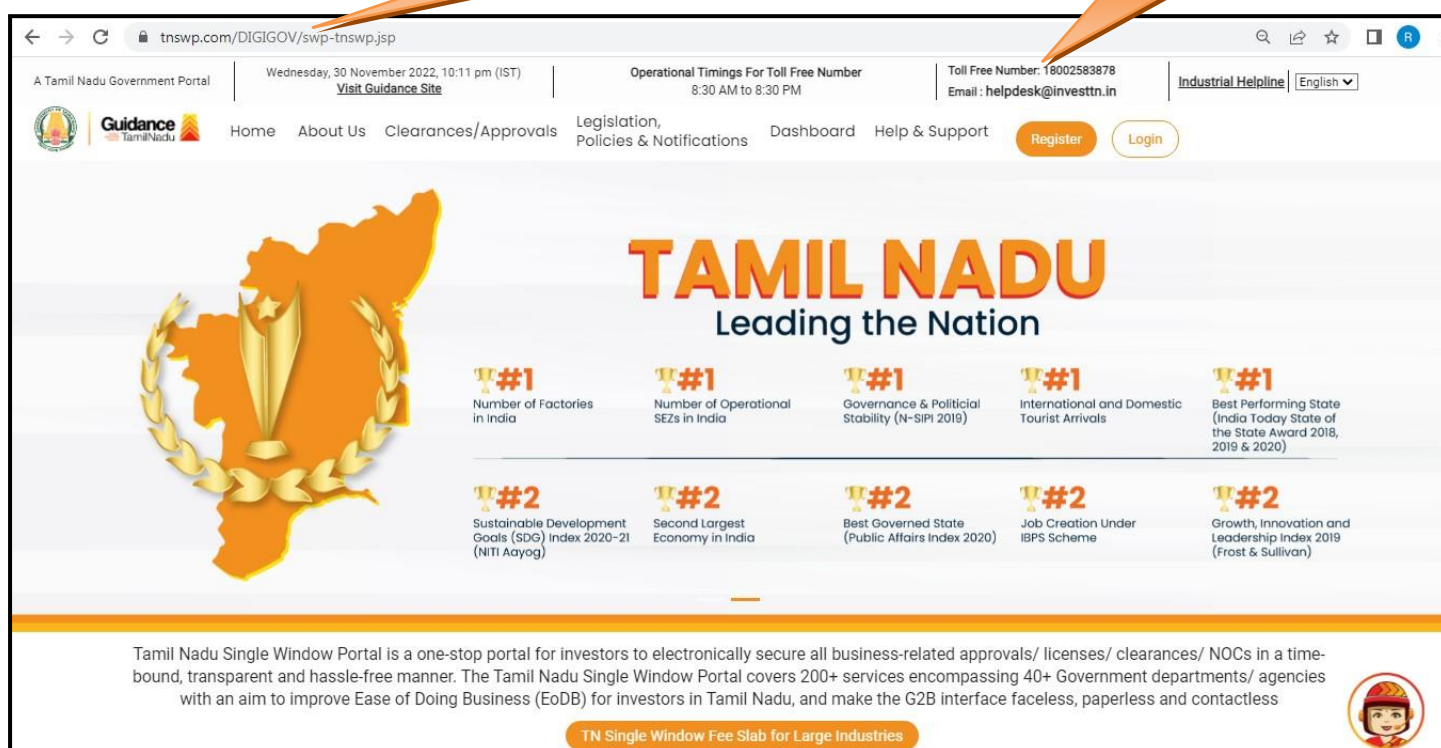 tnswp.com/DIGIGOV/swp-tnswp.jsp
R
A Tamil Nadu Government Portal
Wednesday, 30 November 2022, 10:11 pm (IST)
Visit Guidance Site
Operational Timings For Toll Free Number
8:30 AM to 8:30 PM
Toll Free Number: 18002583878
Email : helpdesk@investtn.in
Industrial Helpline
English
Guidance
TamilNadu
Home
About Us
Clearances/Approvals
Legislation,
Policies & Notifications
Dashboard
Help & Support
Register
Login
TAMIL NADU
Leading the Nation
#1
Number of Factories
in India
#1
Number of Operational
SEZs in India
#1
Governance & Politicial
Stability (N-SIPI 2019)
#1
International and Domestic
Tourist Arrivals
#1
Best Performing State
(India Today State of
the State Award 2018,
2019 & 2020)
#2
Sustainable Development
Goals (SDG) Index 2020-21
(NITI Aayog)
#2
Second Largest
Economy in India
#2
Best Governed State
(Public Affairs Index 2020)
#2
Job Creation Under
IBPS Scheme
#2
Growth, Innovation and
Leadership Index 2019
(Frost & Sullivan)
Tamil Nadu Single Window Portal is a one-stop portal for investors to electronically secure all business-related approvals/ licenses/ clearances/ NOCs in a time-
bound, transparent and hassle-free manner. The Tamil Nadu Single Window Portal covers 200+ services encompassing 40+ Government departments/ agencies
with an aim to improve Ease of Doing Business (EoDB) for investors in Tamil Nadu, and make the G2B interface faceless, paperless and contactless
TN Single Window Fee Slab for Large Industries